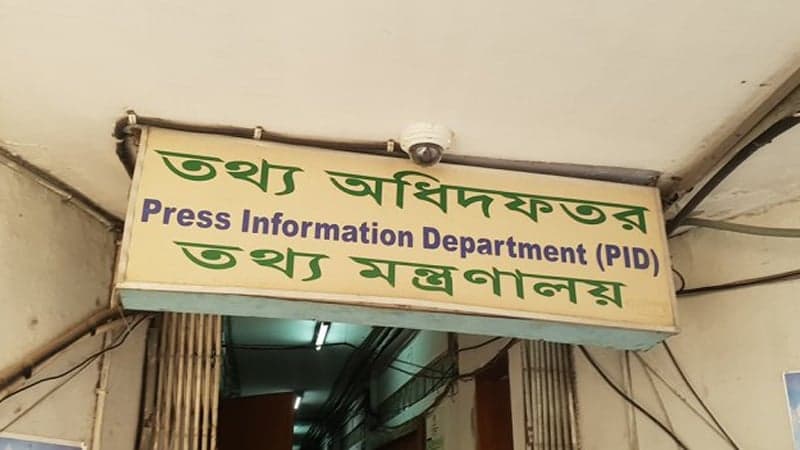 তথ্য অধিদফতর
Press Information Department (PID)
তথ্য মন্ত্রণালয়